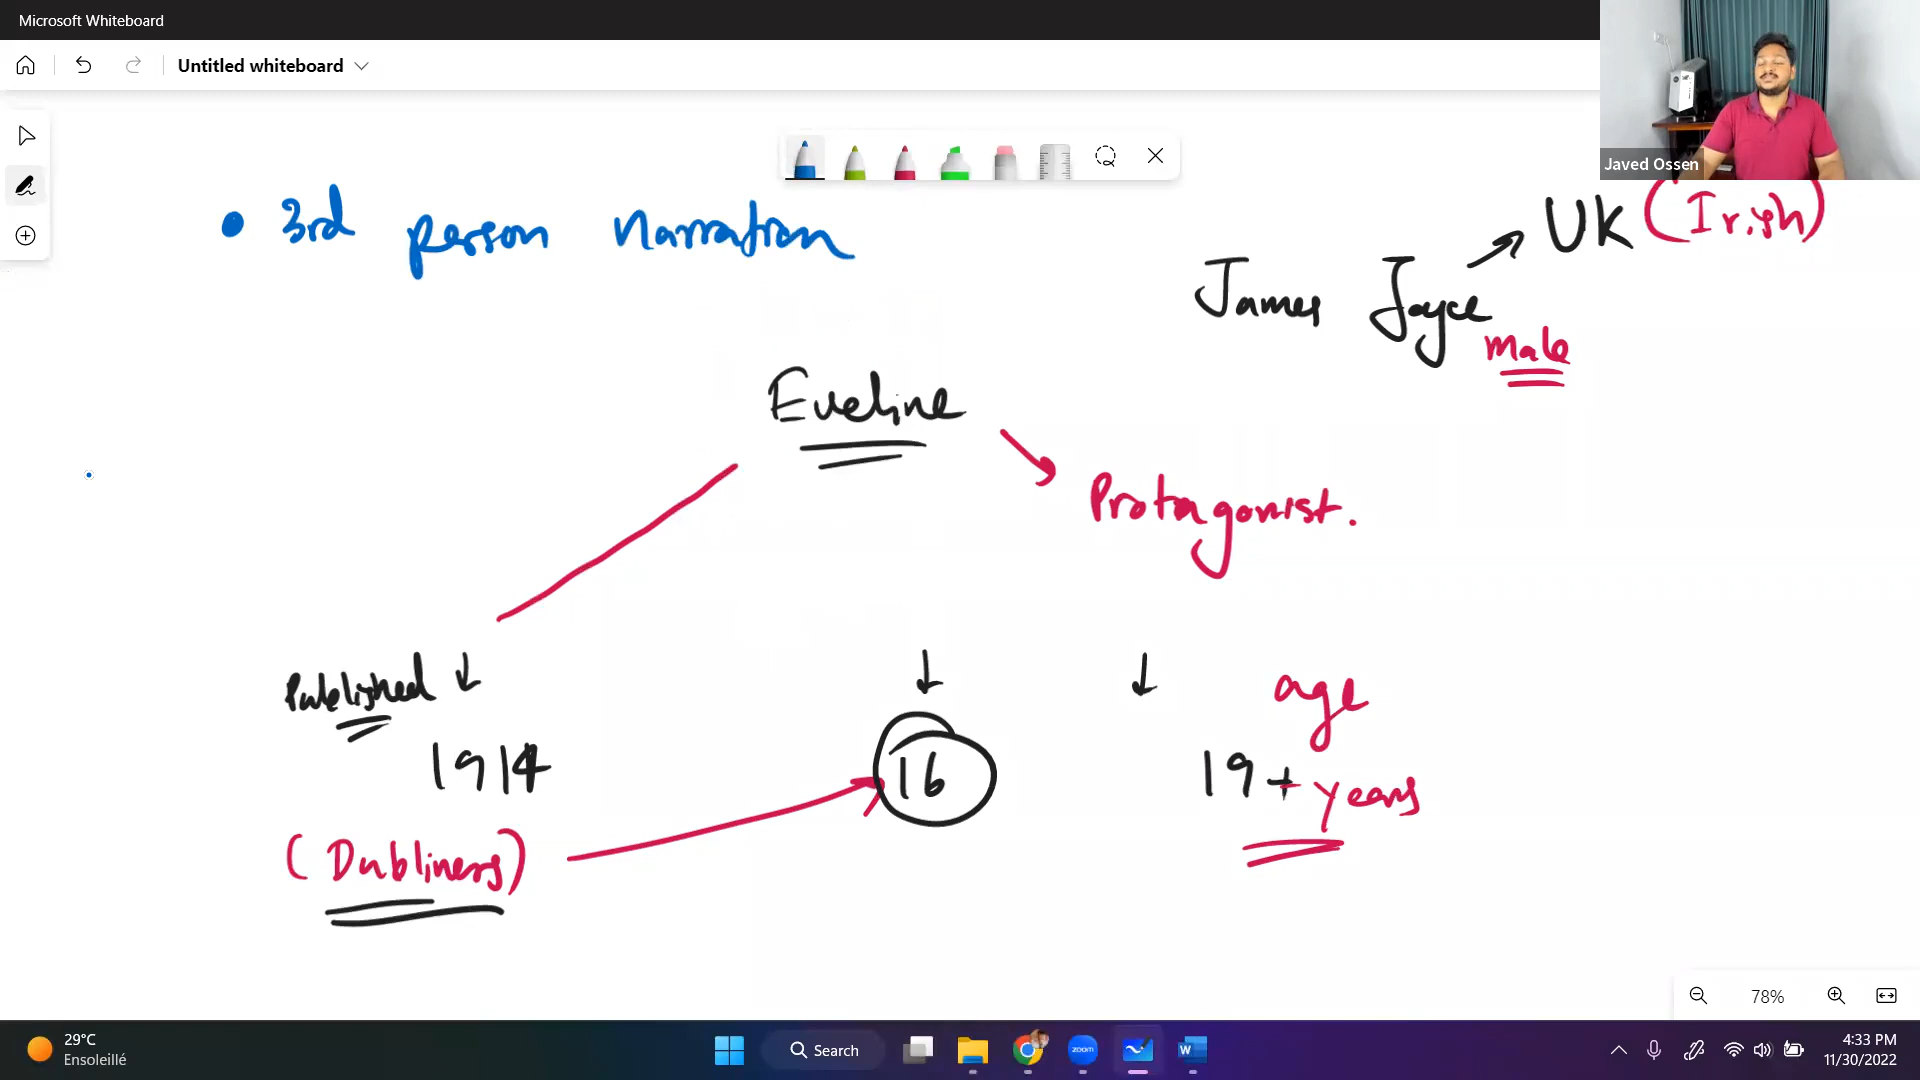 Microsoft Whiteboard
Untitled whiteboard
Javed Ossen
3rd person narration
UK (Irish)
James Joyce
male
Eveline
Protagonist.
Published
age
1914
16
19+ years
(Dubliners)
78%
29°C
Ensoleillé
Search
zoom
W
4:33 PM
11/30/2022